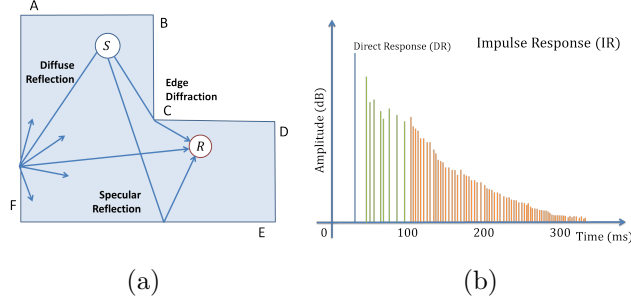 A
B
S
Diffuse
Reflection
Edge
Diffraction
C
D
R
Specular
Reflection
F
E
(a)
Direct Response (DR)
Impulse Response (IR)
Amplitude (dB)
0
100
200
300
Time (ms)
(b)